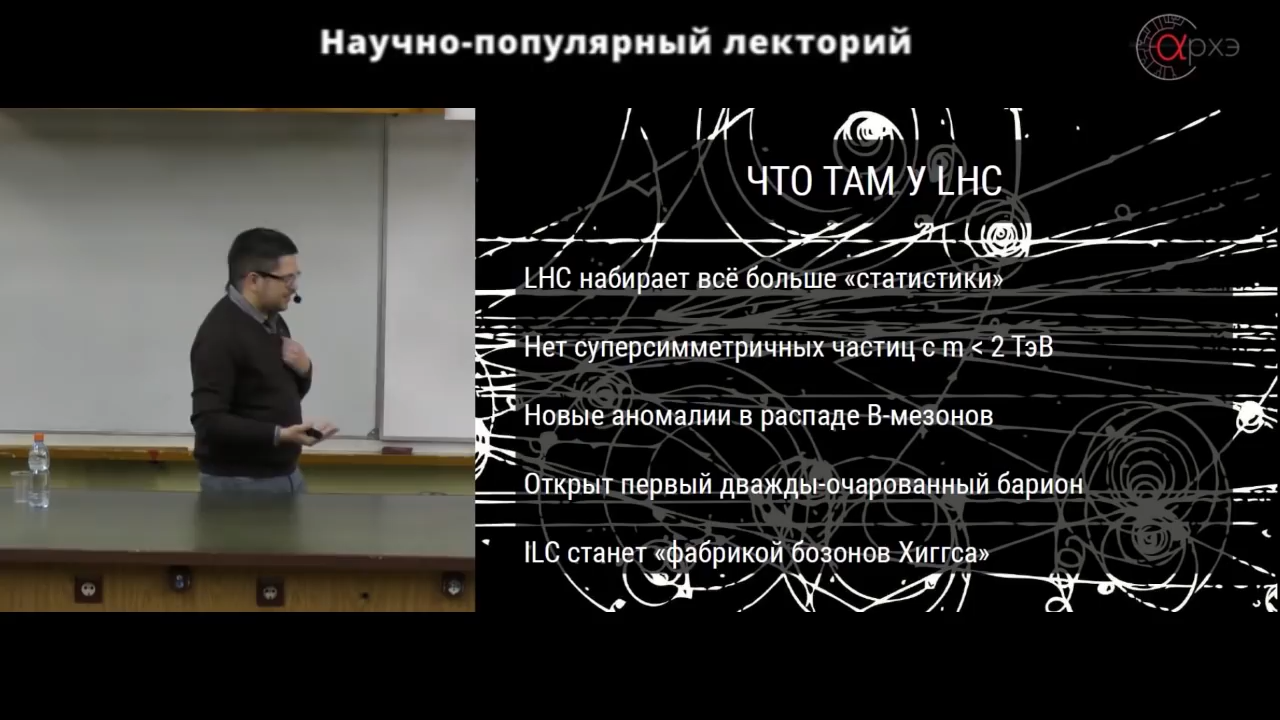 Научно-популярный лекторий
αрхэ
ЧТО ТАМ У LHC
LHC набирает всё больше «статистики»
Нет суперсимметричных частиц с m < 2 ТэВ
Новые аномалии в распаде B-мезонов
Открыт первый дважды-очарованный барион
ILC станет «фабрикой бозонов Хиггса»